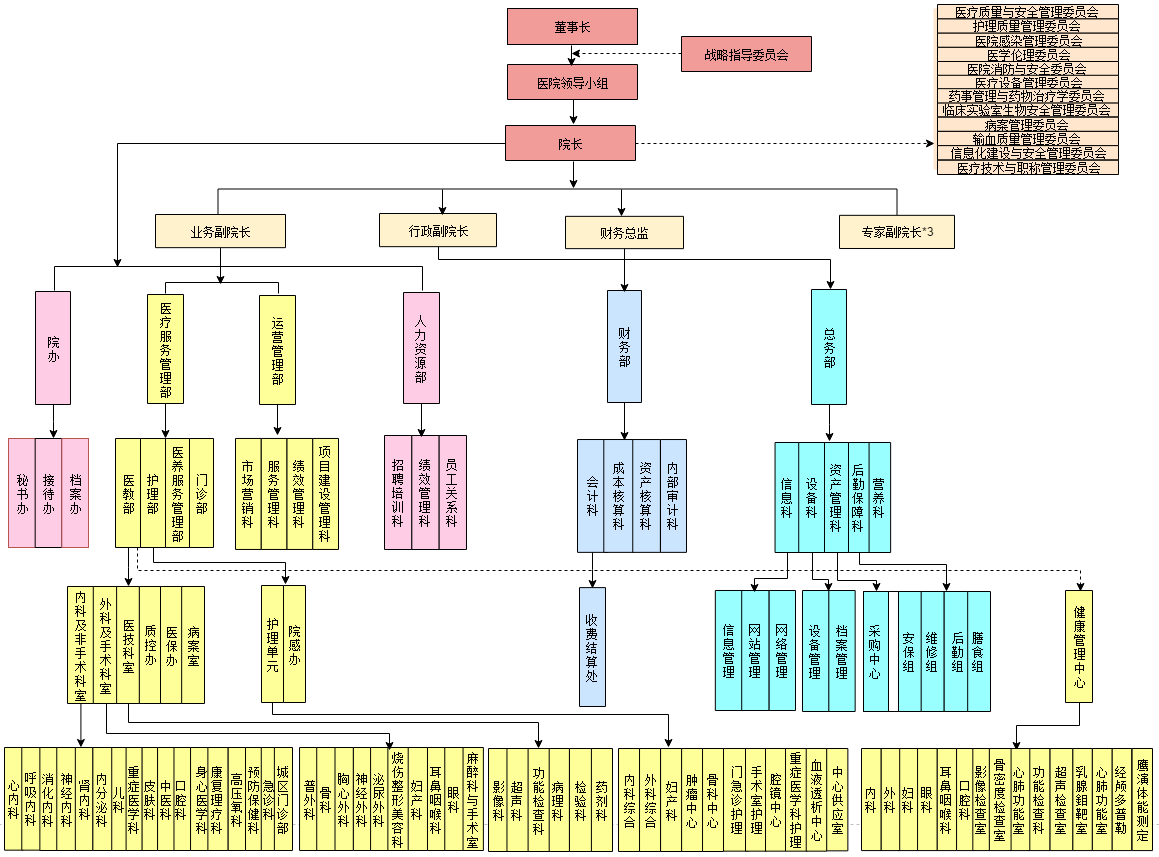 董事长
战略指导委员会
医院领导小组
院长
医疗质量与安全管理委员会
护理质量管理委员会
医院感染管理委员会
医学伦理委员会
医院消防与安全委员会
医疗设备管理委员会
药事管理与药物治疗学委员会
临床实验室生物安全管理委员会
病案管理委员会
输血质量管理委员会
信息化建设与安全管理委员会
医疗技术与职称管理委员会
业务副院长
行政副院长
财务总监
专家副院长*3
院办
医疗服务管理部
运营管理部
人力资源部
财务部
总务部
秘书办
接待办
档案办
医教部
护理部
医养服务管理部
门诊部
市场营销科
服务管理科
绩效管理科
项目建设管理科
招聘培训科
绩效管理科
员工关系科
会计科
成本核算科
资产核算科
内部审计科
信息科
设备科
资产管理科
后勤保障科
营养科
内科及非手术科室
外科及手术科室
医技科室
质控办
医保办
病案室
护理单元
院感办
收费结算处
信息管理
网站管理
网络管理
设备管理
档案管理
采购中心
安保组
维修组
后勤组
膳食组
健康管理中心
心内科
呼吸内科
消化内科
神经内科
肾内科
内分泌科
儿科
重症医学科
皮肤科
中医科
口腔科
身心医学科
康复理疗科
高压氧科
预防保健科
急诊科
城区门诊部
普外科
骨科
胸心外科
神经外科
泌尿外科
烧伤整形美容科
妇产科
耳鼻咽喉科
眼科
麻醉科与手术室
影像科
超声科
功能检查科
病理科
检验科
药剂科
内科综合
外科综合
妇产科
肿瘤中心
骨科中心
门急诊护理
手术室护理
腔镜中心
重症医学科护理
血液透析中心
中心供应室
内科
外科
妇科
眼科
耳鼻咽喉科
口腔科
影像检查室
骨密度检查室
心肺功能室
功能检查科
超声检查室
乳腺钼靶室
心肺功能室
经颅多普勒
鹰演体能测定